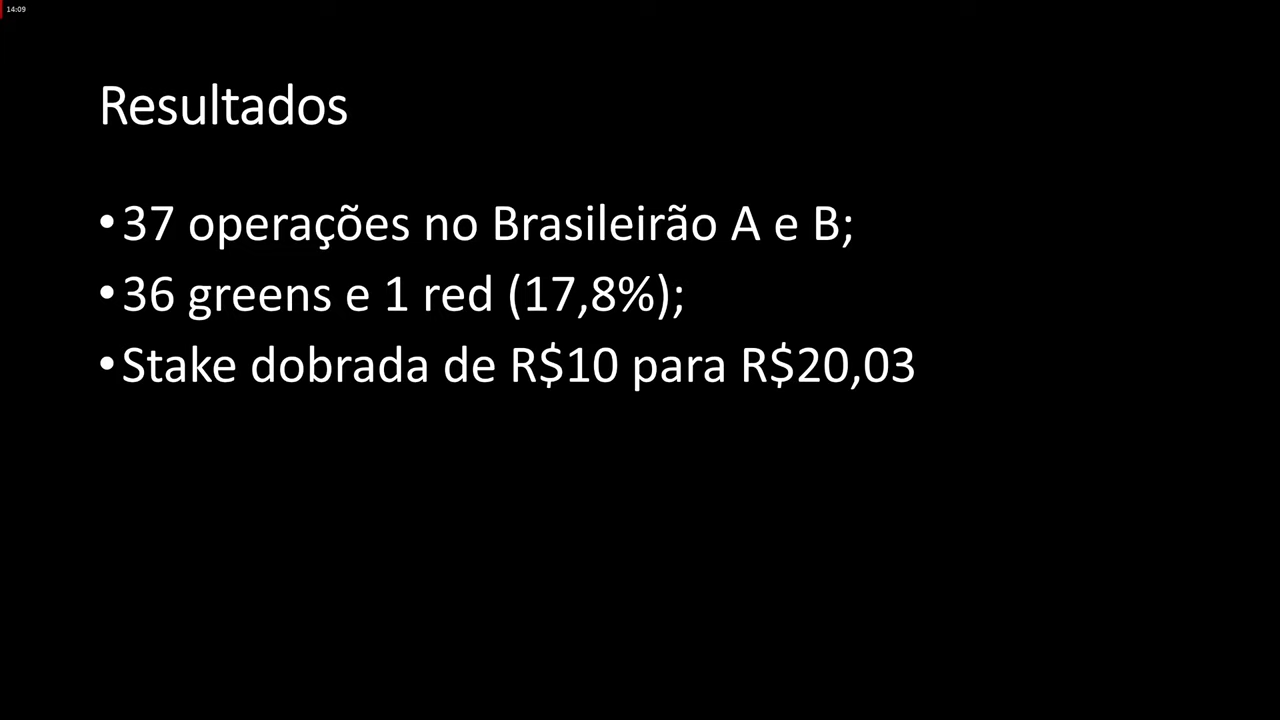 14:09
Resultados
•37 operações no Brasileirão A e B;
•36 greens e 1 red (17,8%);
•Stake dobrada de R$10 para R$20,03